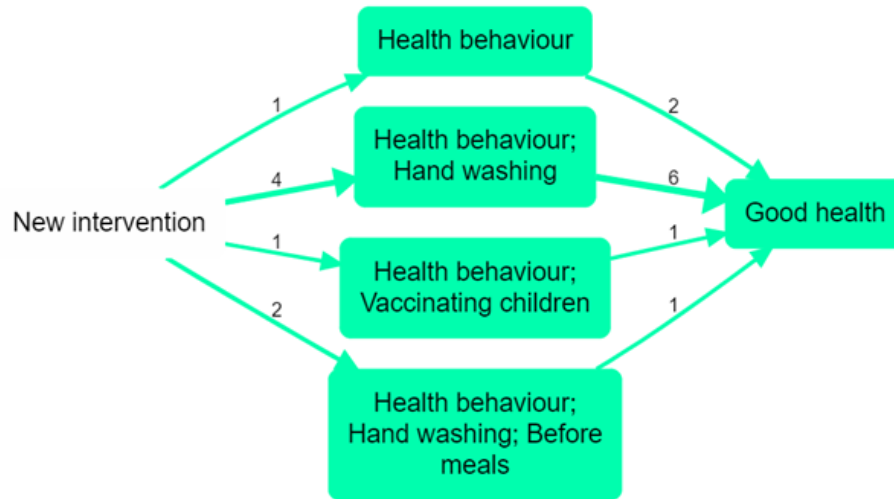 Health behaviour
1
2
Health behaviour;
Hand washing
4
6
New intervention
Good health
1
1
Health behaviour;
Vaccinating children
2
1
Health behaviour;
Hand washing; Before
meals